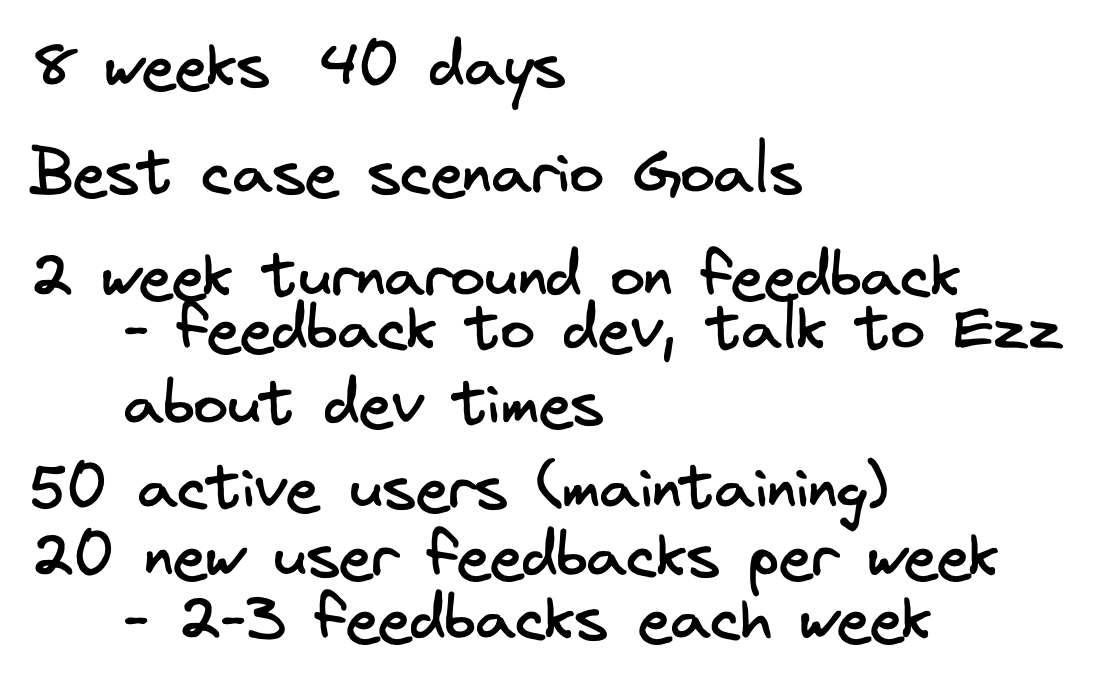 8 weeks 40 days
Best case scenario Goals
2 week turnaround on feedback
- feedback to dev, talk to Ezz
about dev times
50 active users (maintaining)
20 new user feedbacks per week
- 2-3 feedbacks each week